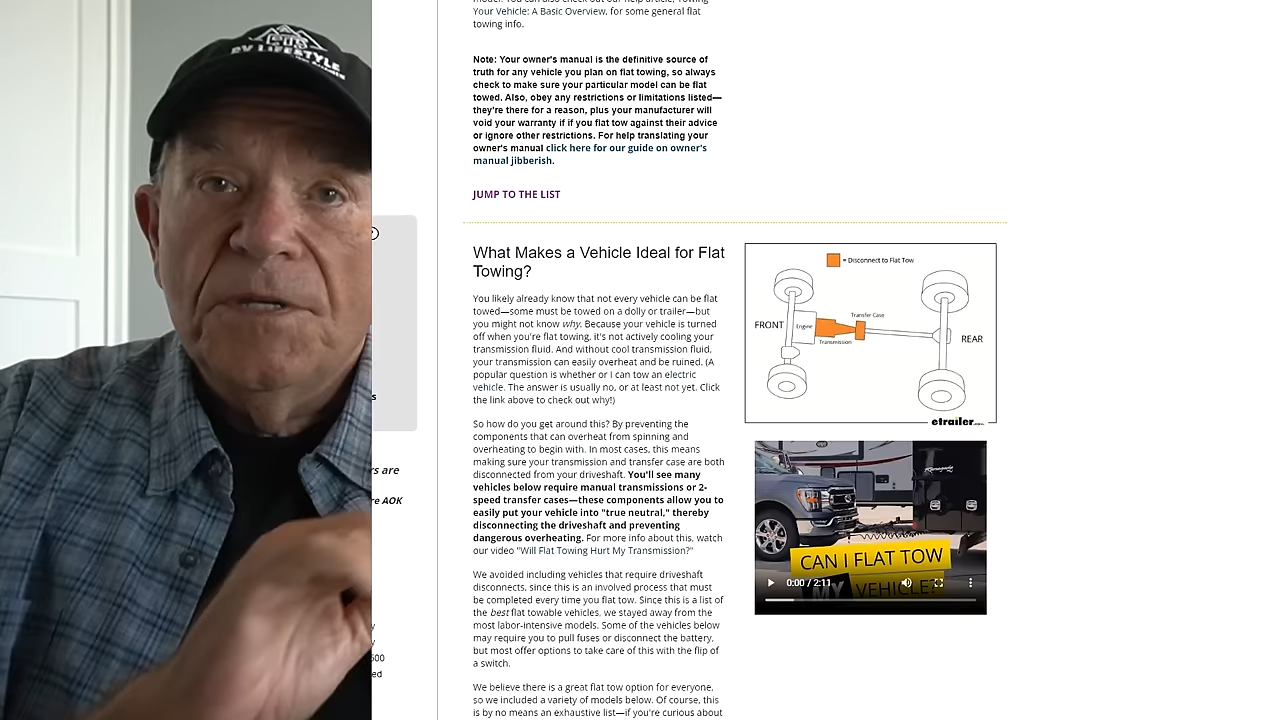 RV LIFESTYLE
model. You can also check out our help article, Towing
Your Vehicle: A Basic Overview, for some general flat
towing info.
Note: Your owner's manual is the definitive source of
truth for any vehicle you plan on flat towing, so always
check to make sure your particular model can be flat
towed. Also, obey any restrictions or limitations listed—
they're there for a reason, plus your manufacturer will
void your warranty if if you flat tow against their advice
or ignore other restrictions. For help translating your
owner's manual click here for our guide on owner's
manual jibberish.
JUMP TO THE LIST
What Makes a Vehicle Ideal for Flat
Towing?
You likely already know that not every vehicle can be flat
towed—some must be towed on a dolly or trailer—but
you might not know why. Because your vehicle is turned
off when you're flat towing, it's not actively cooling your
transmission fluid. And without cool transmission fluid,
your transmission can easily overheat and be ruined. (A
popular question is whether or I can tow an electric
vehicle. The answer is usually no, or at least not yet. Click
the link above to check out why!)
So how do you get around this? By preventing the
components that can overheat from spinning and
overheating to begin with. In most cases, this means
making sure your transmission and transfer case are both
disconnected from your driveshaft. You'll see many
vehicles below require manual transmissions or 2-
speed transfer cases—these components allow you to
easily put your vehicle into "true neutral," thereby
disconnecting the driveshaft and preventing
dangerous overheating. For more info about this, watch
our video "Will Flat Towing Hurt My Transmission?"
We avoided including vehicles that require driveshaft
disconnects, since this is an involved process that must
be completed every time you flat tow. Since this is a list of
the best flat towable vehicles, we stayed away from the
most labor-intensive models. Some of the vehicles below
may require you to pull fuses or disconnect the battery,
but most offer options to take care of this with the flip of
a switch.
We believe there is a great flat tow option for everyone,
so we included a variety of models below. Of course, this
is by no means an exhaustive list—if you're curious about
= Disconnect to Flat Tow
FRONT
Engine
Transfer Case
Transmission
REAR
etrailer.com
Renegade
CAN I FLAT TOW
MY VEHICLE?
0:00 / 2:11
s
rs are
re AOK
y
y
500
ed